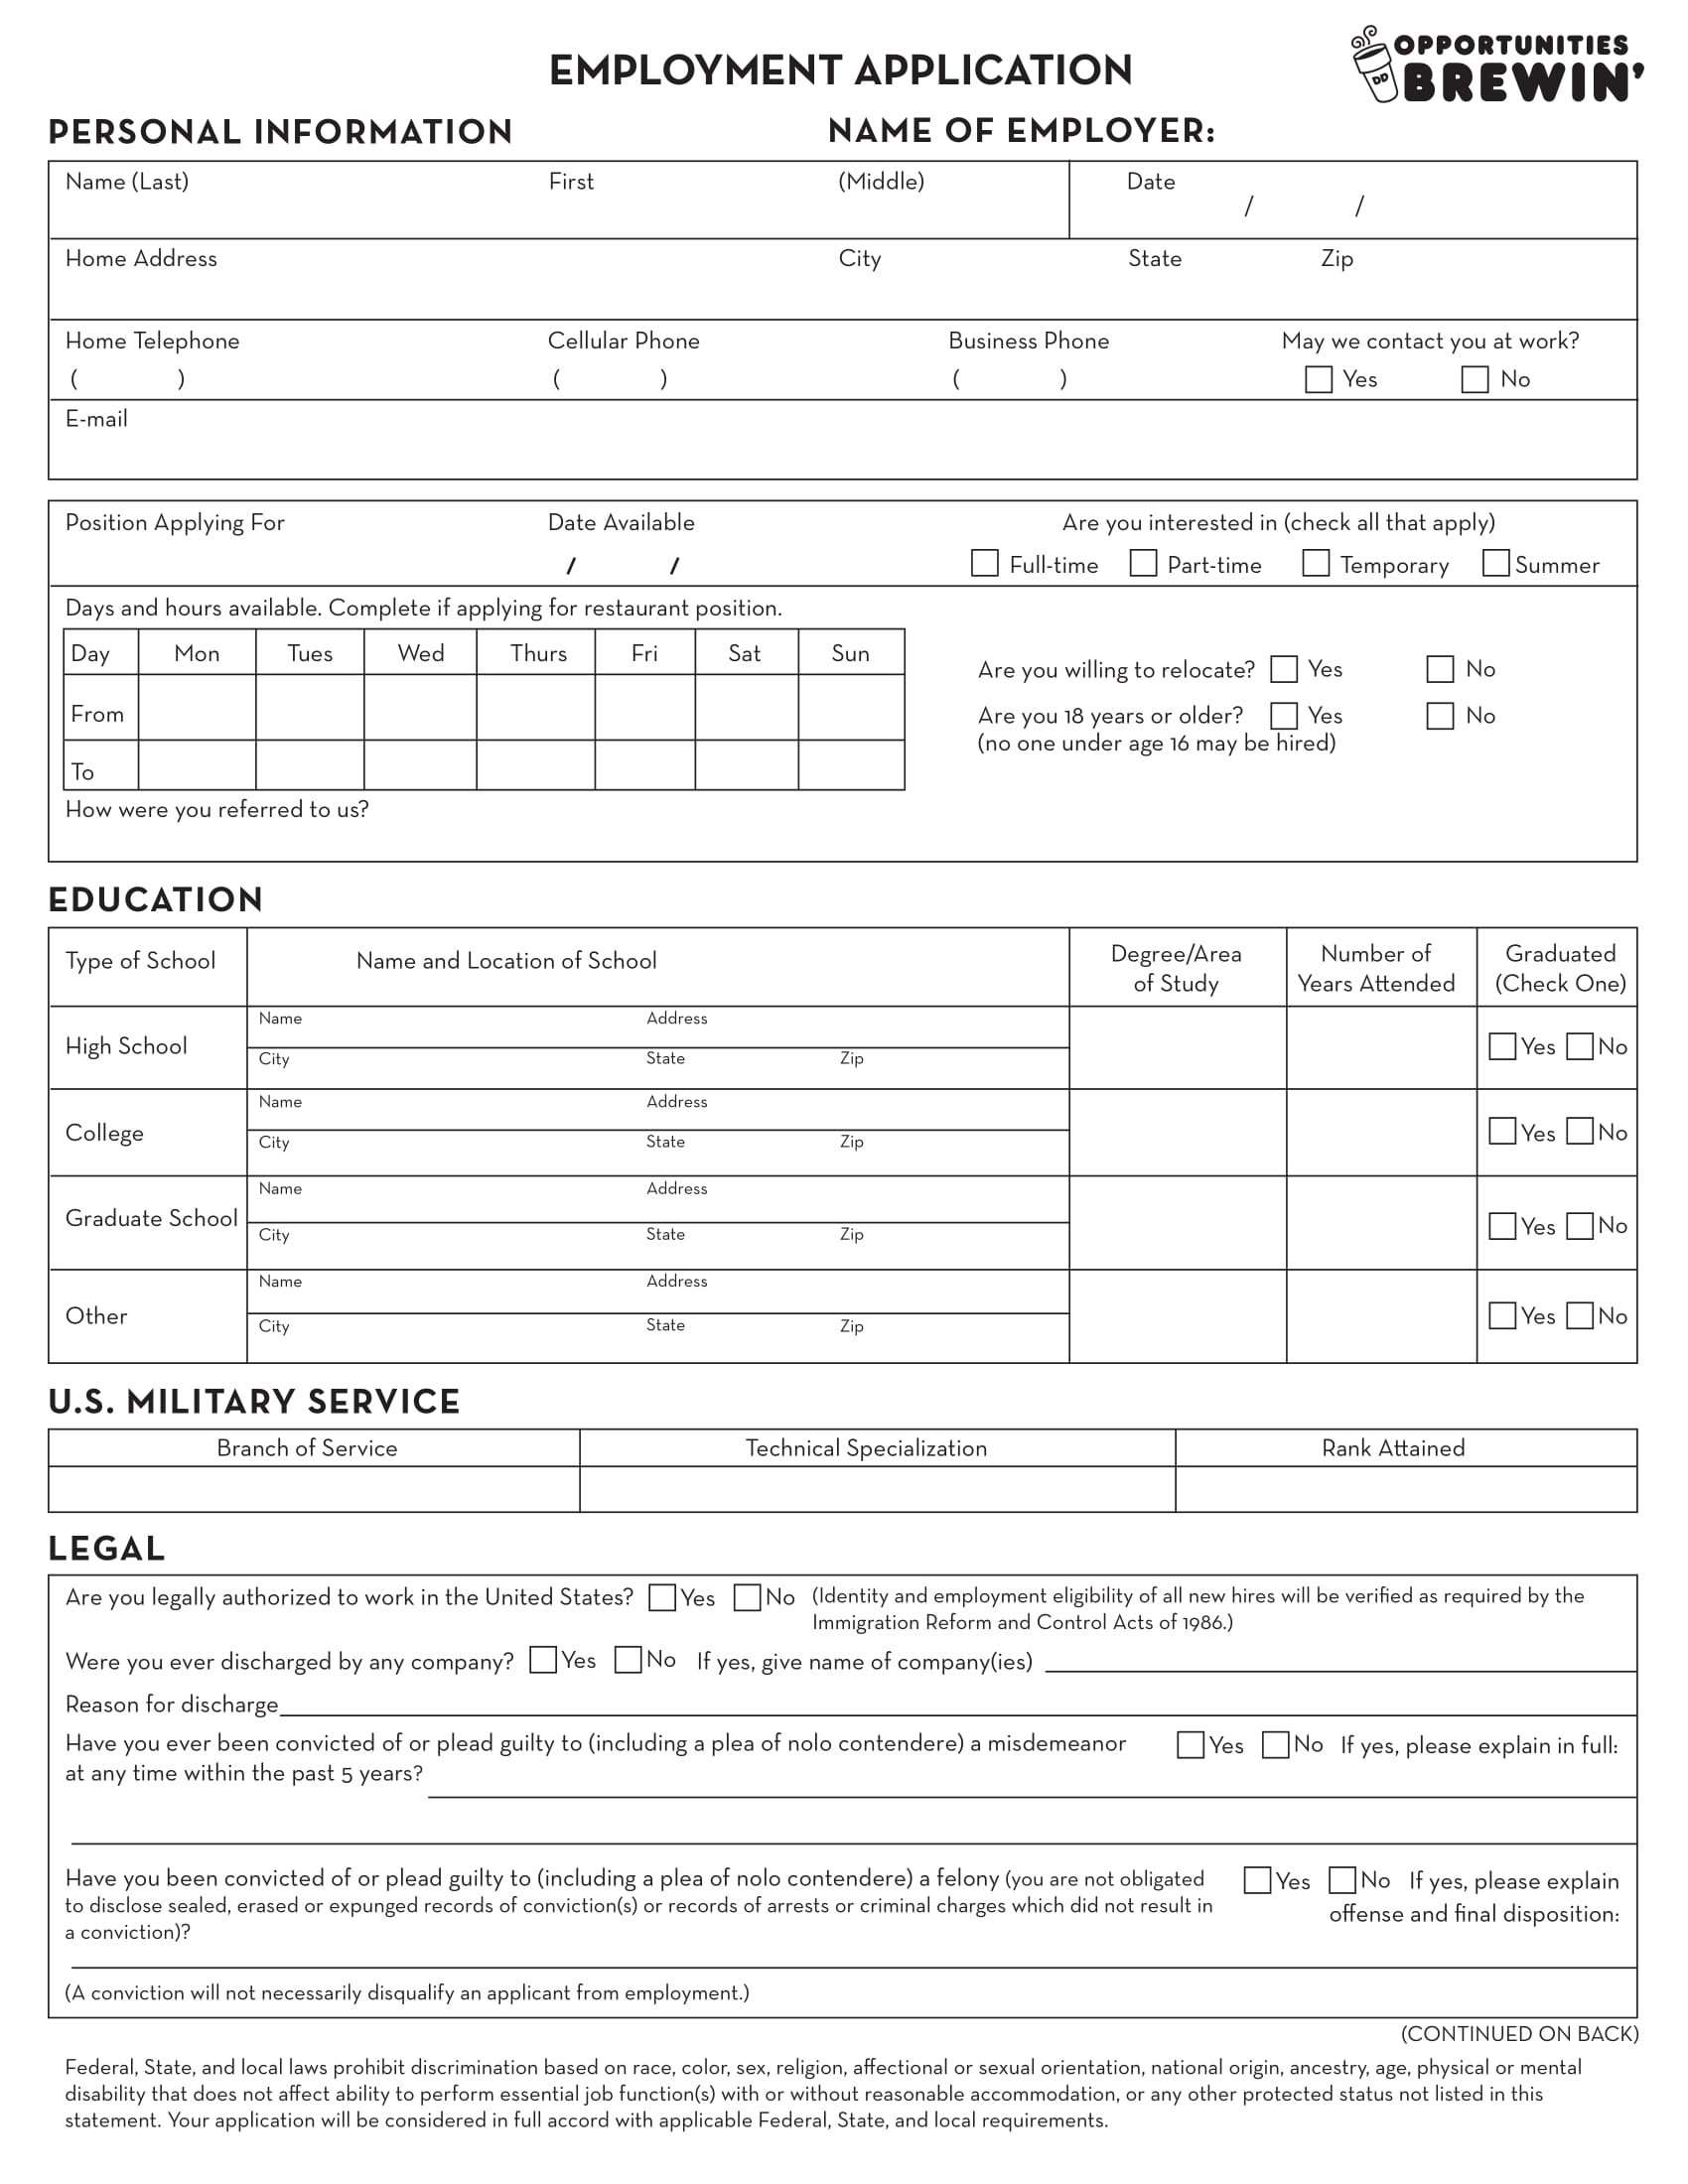 EMPLOYMENT APPLICATION
OPPORTUNITIES
DD BREWIN'
PERSONAL INFORMATION NAME OF EMPLOYER:
Name (Last) First (Middle) Date
/ /
Home Address City State Zip
Home Telephone Cellular Phone Business Phone May we contact you at work?
( ) ( ) ( ) Yes No
E-mail
Position Applying For Date Available Are you interested in (check all that apply)
/ / Full-time Part-time Temporary Summer
Days and hours available. Complete if applying for restaurant position.
Day Mon Tues Wed Thurs Fri Sat Sun
From
To
Are you willing to relocate? Yes No
Are you 18 years or older? Yes No
(no one under age 16 may be hired)
How were you referred to us?
EDUCATION
Type of School Name and Location of School Degree/Area of Study Number of Years Attended Graduated (Check One)
High School
Name Address
City State Zip
Yes No
College
Name Address
City State Zip
Yes No
Graduate School
Name Address
City State Zip
Yes No
Other
Name Address
City State Zip
Yes No
U.S. MILITARY SERVICE
Branch of Service Technical Specialization Rank Attained
LEGAL
Are you legally authorized to work in the United States? Yes No (Identity and employment eligibility of all new hires will be verified as required by the
Immigration Reform and Control Acts of 1986.)
Were you ever discharged by any company? Yes No If yes, give name of company(ies)
Reason for discharge
Have you ever been convicted of or plead guilty to (including a plea of nolo contendere) a misdemeanor Yes No If yes, please explain in full:
at any time within the past 5 years?
Have you been convicted of or plead guilty to (including a plea of nolo contendere) a felony (you are not obligated Yes No If yes, please explain
to disclose sealed, erased or expunged records of conviction(s) or records of arrests or criminal charges which did not result in offense and final disposition:
a conviction)?
(A conviction will not necessarily disqualify an applicant from employment.)
(CONTINUED ON BACK)
Federal, State, and local laws prohibit discrimination based on race, color, sex, religion, affectional or sexual orientation, national origin, ancestry, age, physical or mental
disability that does not affect ability to perform essential job function(s) with or without reasonable accommodation, or any other protected status not listed in this
statement. Your application will be considered in full accord with applicable Federal, State, and local requirements.